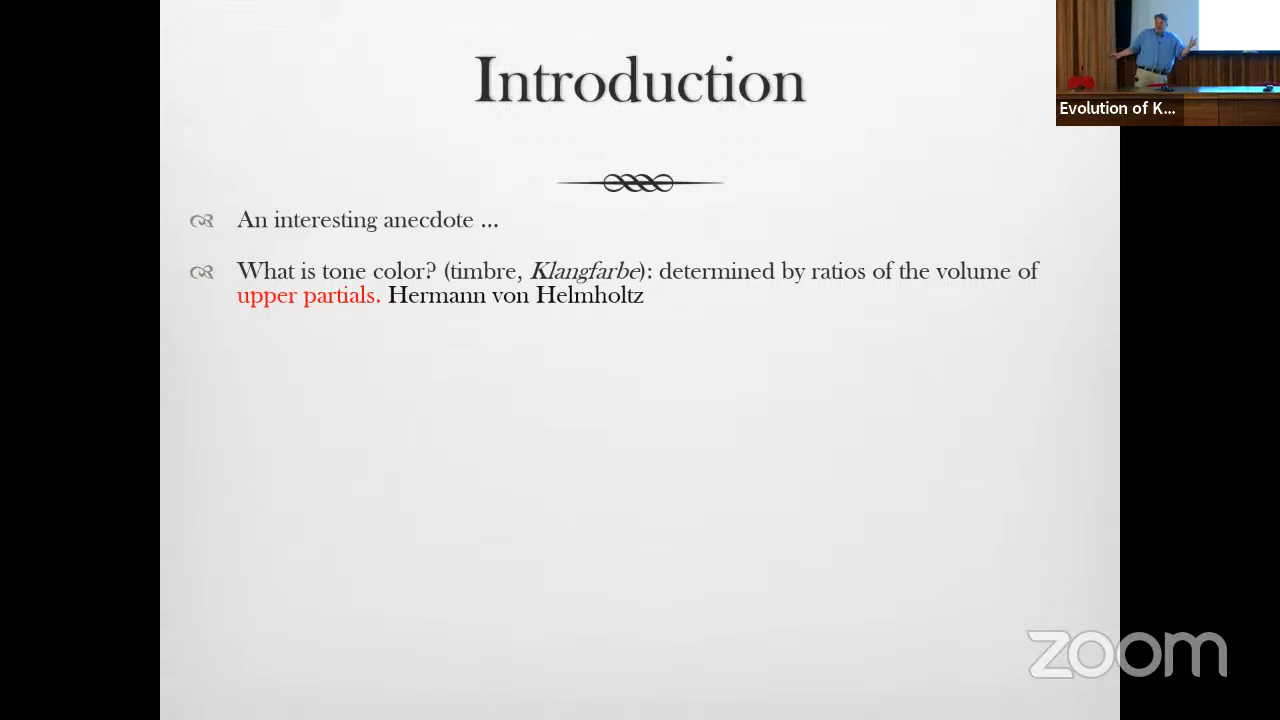 Introduction
Evolution of K...
An interesting anecdote ...
What is tone color? (timbre, Klangfarbe): determined by ratios of the volume of
upper partials. Hermann von Helmholtz
zoom